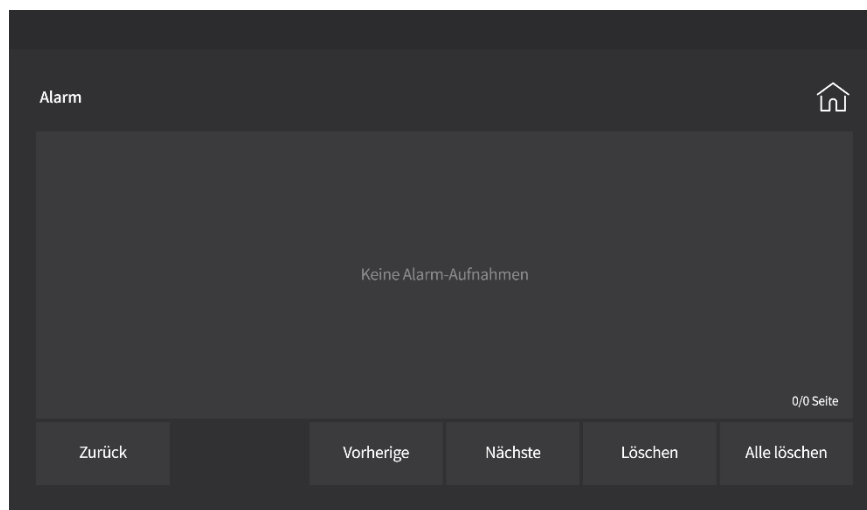 Alarm
Keine Alarm-Aufnahmen
0/0 Seite
Zurück Vorherige Nächste Löschen Alle löschen